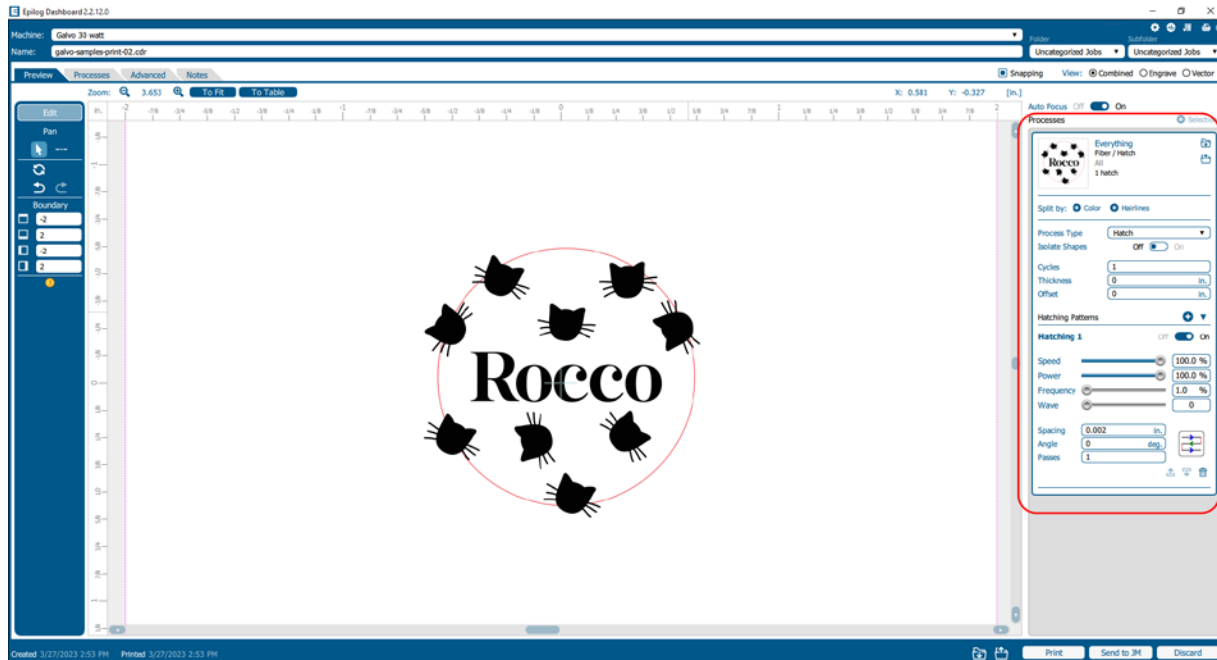 Epilog Dashboard 2.2.12.0
Machine: Galvo 30 watt
Folder Subfolder
Name: galvo-samples-print-02.cdr Uncategorized Jobs Uncategorized Jobs
Preview Processes Advanced Notes Snapping View: Combined Engrave Vector
Zoom: 3.653 To Fit To Table X: 0.581 Y: -0.327 [in.]
Edit
Pan
Boundary
-2
2
-2
2
Auto Focus Off On
Processes
Everything
Fiber / Hatch
All
1 hatch
Rocco
Split by: Color Hairlines
Process Type Hatch
Isolate Shapes Off On
Cycles 1
Thickness 0 in.
Offset 0 in.
Hatching Patterns
Hatching 1 Off On
Speed 100.0 %
Power 100.0 %
Frequency 1.0 %
Wave 0
Spacing 0.002 in.
Angle 0 deg.
Passes 1
Rocco
Created 3/27/2023 2:53 PM Printed 3/27/2023 2:53 PM Print Send to JM Discard